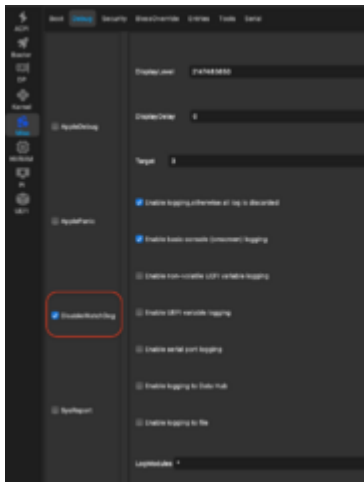 ACPI
Booter
DP
Kernel
Misc
NVRAM
PI
UEFI
Boot Debug Security BlessOverride Entries Tools Serial
AppleDebug
ApplePanic
DisableWatchDog
SysReport
DisplayLevel
DisplayDelay 0
Target 3
Enable logging,otherwise all log is discarded
Enable basic console (onscreen) logging
Enable non-volatile UEFI variable logging
Enable UEFI variable logging
Enable serial port logging
Enable logging to Data Hub
Enable logging to file
LogModules *